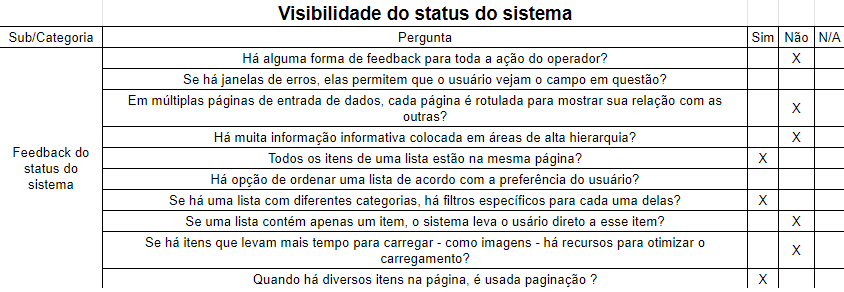 Visibilidade do status do sistema
Sub/Categoria Pergunta Sim Não N/A
Feedback do
status do
sistema
Há alguma forma de feedback para toda a ação do operador? X
Se há janelas de erros, elas permitem que o usuário vejam o campo em questão?
Em múltiplas páginas de entrada de dados, cada página é rotulada para mostrar sua relação com as
outras? X
Há muita informação informativa colocada em áreas de alta hierarquia? X
Todos os itens de uma lista estão na mesma página? X
Há opção de ordenar uma lista de acordo com a preferência do usuário?
Se há uma lista com diferentes categorias, há filtros específicos para cada uma delas? X
Se uma lista contém apenas um item, o sistema leva o usário direto a esse item? X
Se há itens que levam mais tempo para carregar - como imagens - há recursos para otimizar o
carregamento? X
Quando há diversos itens na página, é usada paginação ? X